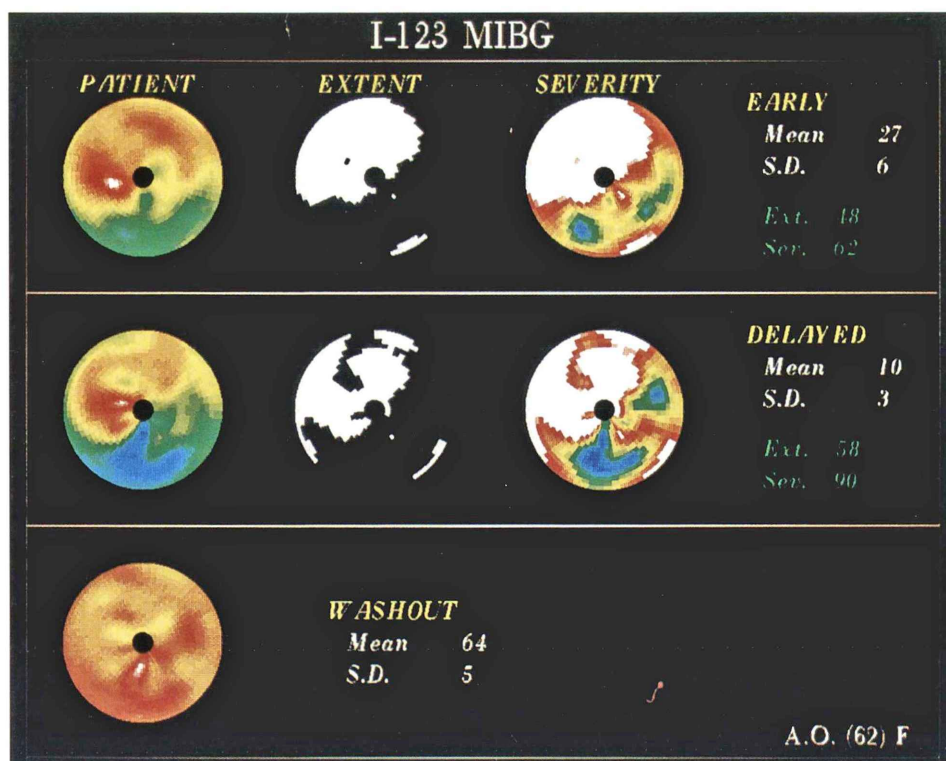 I-123 MIBG
PATIENT EXTENT SEVERITY
EARLY
Mean 27
S.D. 6
Ext. 48
Sev. 62
DELAYED
Mean 10
S.D. 3
Ext. 58
Sev. 90
WASHOUT
Mean 64
S.D. 5
A.O. (62) F